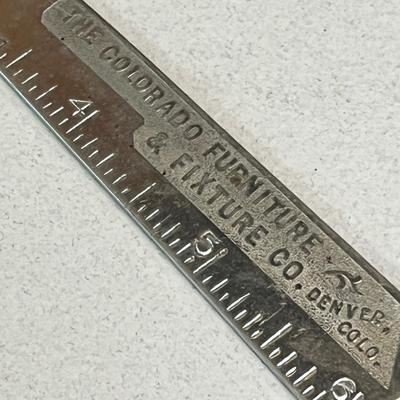 THE COLORADO FURNITURE
& FIXTURE CO. DENVER,
COLO.
4
5
6